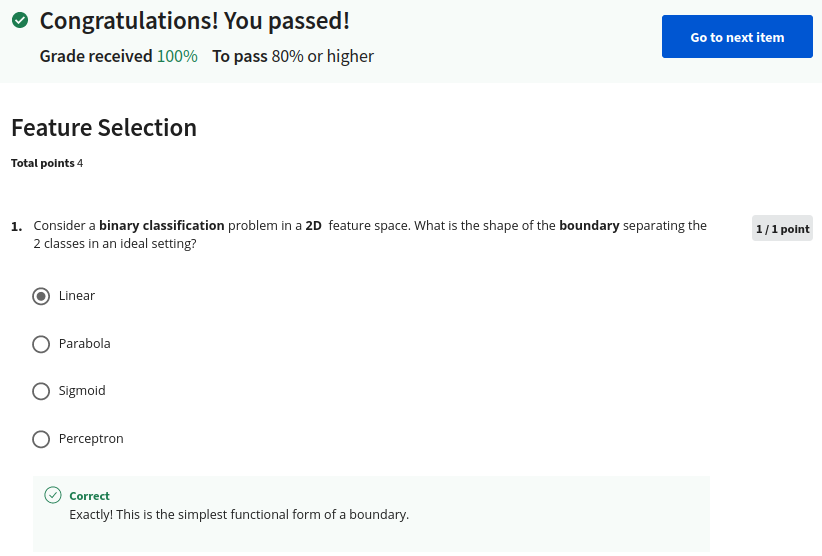 Congratulations! You passed!
Grade received 100% To pass 80% or higher
Go to next item
Feature Selection
Total points 4
1. Consider a binary classification problem in a 2D feature space. What is the shape of the boundary separating the
2 classes in an ideal setting?
1 / 1 point
Linear
Parabola
Sigmoid
Perceptron
Correct
Exactly! This is the simplest functional form of a boundary.